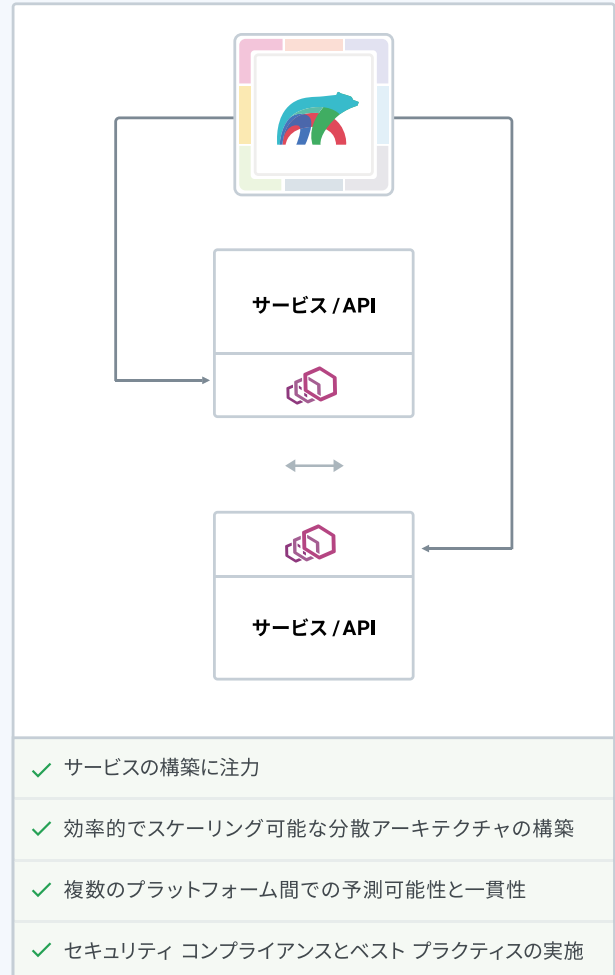 サービス / API
サービス / API
サービスの構築に注力
効率的でスケーリング可能な分散アーキテクチャの構築
複数のプラットフォーム間での予測可能性と一貫性
セキュリティ コンプライアンスとベスト プラクティスの実施